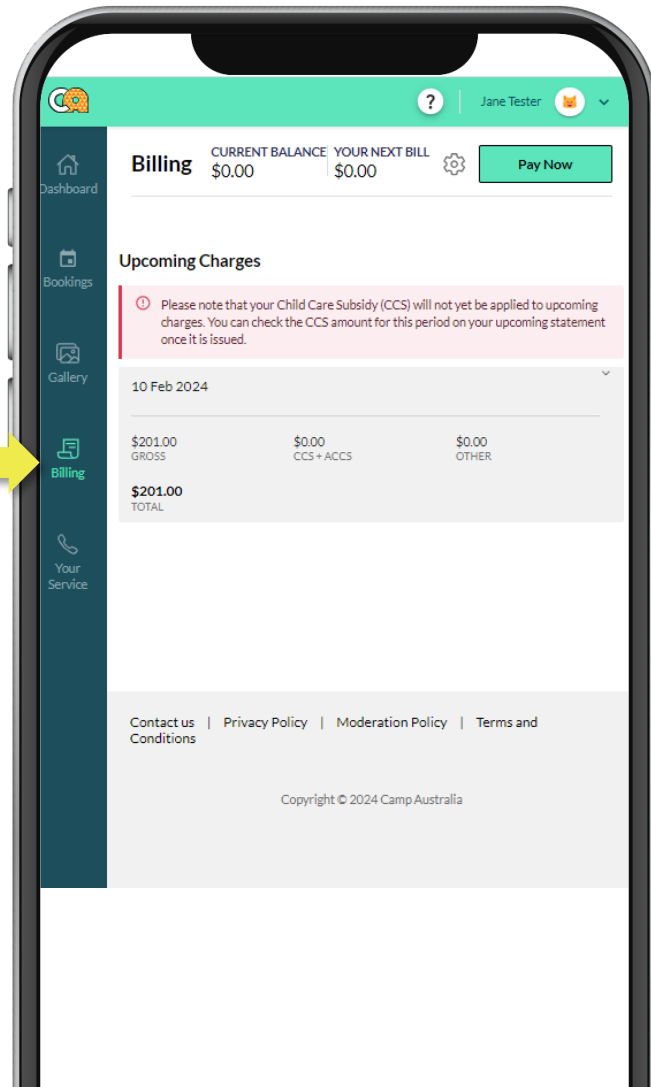 CA
?
Jane Tester
Dashboard
Bookings
Gallery
Billing
Your
Service
Billing
CURRENT BALANCE
$0.00
YOUR NEXT BILL
$0.00
Pay Now
Upcoming Charges
Please note that your Child Care Subsidy (CCS) will not yet be applied to upcoming
charges. You can check the CCS amount for this period on your upcoming statement
once it is issued.
10 Feb 2024
$201.00
GROSS
$0.00
CCS + ACCS
$0.00
OTHER
$201.00
TOTAL
Contact us | Privacy Policy | Moderation Policy | Terms and
Conditions
Copyright © 2024 Camp Australia